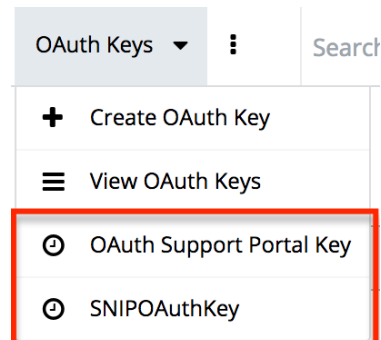 OAuth Keys
Search
Create OAuth Key
View OAuth Keys
OAuth Support Portal Key
SNIPOAuthKey